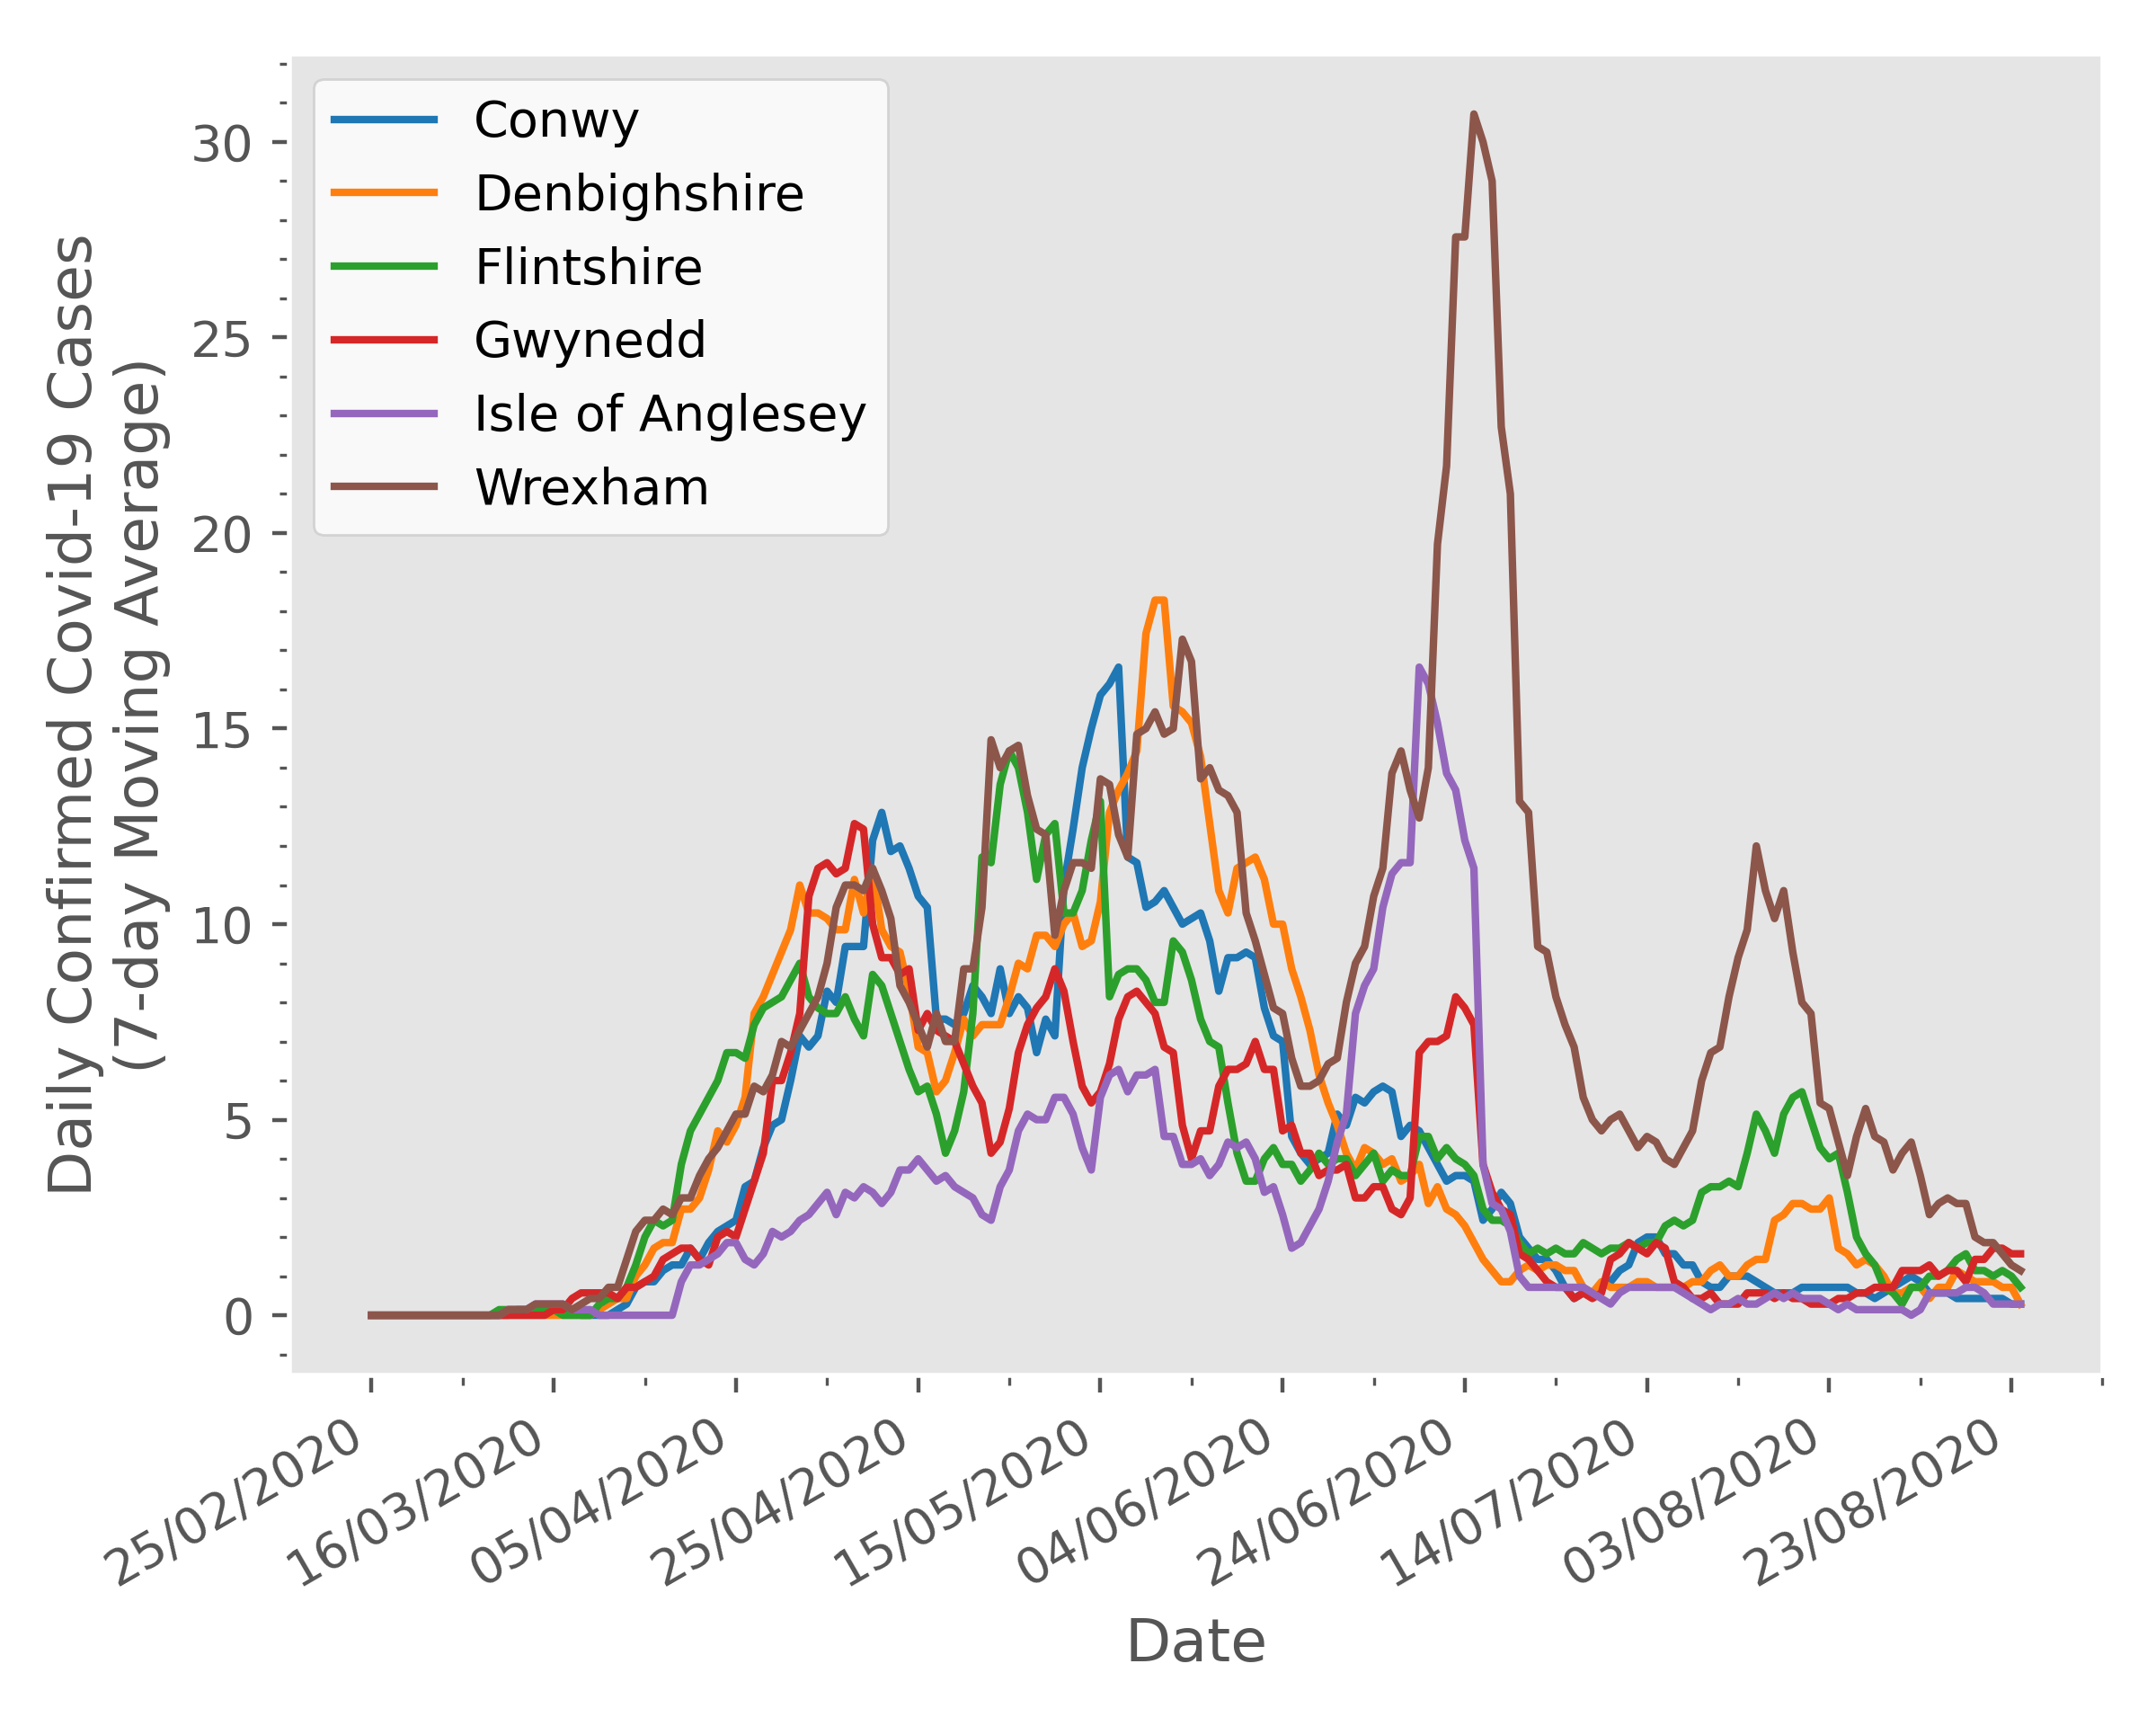 Daily Confirmed Covid-19 Cases
(7-day Moving Average)
30
25
20
15
10
5
0
Conwy
Denbighshire
Flintshire
Gwynedd
Isle of Anglesey
Wrexham
25/02/2020
16/03/2020
05/04/2020
25/04/2020
15/05/2020
04/06/2020
24/06/2020
14/07/2020
03/08/2020
23/08/2020
Date